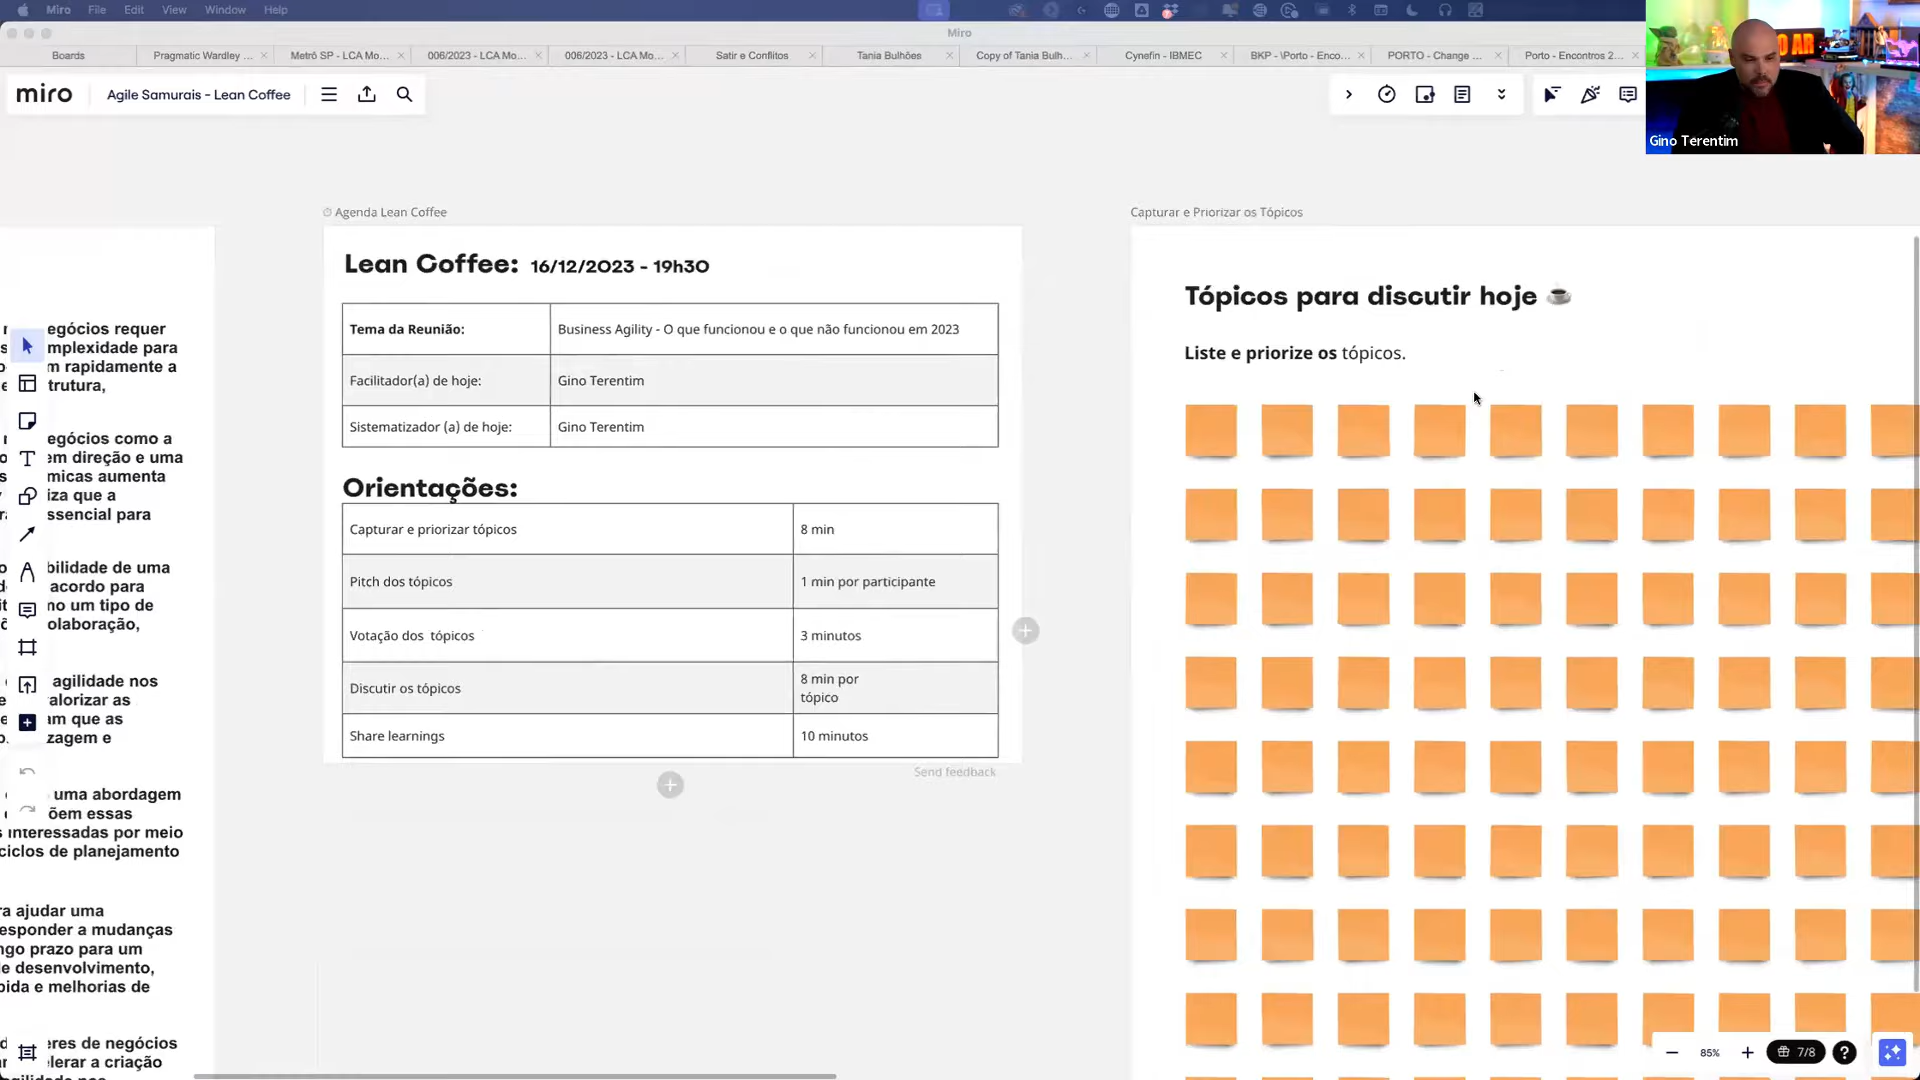 Miro File Edit View Window Help
Miro
Boards
Pragmatic Wardley ...
Metrô SP - LCA Mo...
006/2023 - LCA Mo...
006/2023 - LCA Mo...
Satir e Conflitos
Tania Bulhões
Copy of Tania Bulh...
Cynefin - IBMEC
BKP - \Porto - Enco...
PORTO - Change ...
Porto - Encontros 2...
miro
Agile Samurais - Lean Coffee
O AR
Gino Terentim
egócios requer
mplexidade para
m rapidamente a
trutura,
egócios como a
em direção e uma
micas aumenta
iza que a
ssencial para
bilidade de uma
acordo para
mo um tipo de
olaboração,
agilidade nos
alorizar as
am que as
izagem e
uma abordagem
õem essas
s interessadas por meio
ciclos de planejamento
ra ajudar uma
esponder a mudanças
ngo prazo para um
le desenvolvimento,
pida e melhorias de
eres de negócios
elerar a criação
Agenda Lean Coffee
Lean Coffee: 16/12/2023 - 19h30
Tema da Reunião: Business Agility - O que funcionou e o que não funcionou em 2023
Facilitador(a) de hoje: Gino Terentim
Sistematizador (a) de hoje: Gino Terentim
Orientações:
Capturar e priorizar tópicos 8 min
Pitch dos tópicos 1 min por participante
Votação dos tópicos 3 minutos
Discutir os tópicos 8 min por
tópico
Share learnings 10 minutos
Send feedback
Capturar e Priorizar os Tópicos
Tópicos para discutir hoje
Liste e priorize os tópicos.
85%
7/8